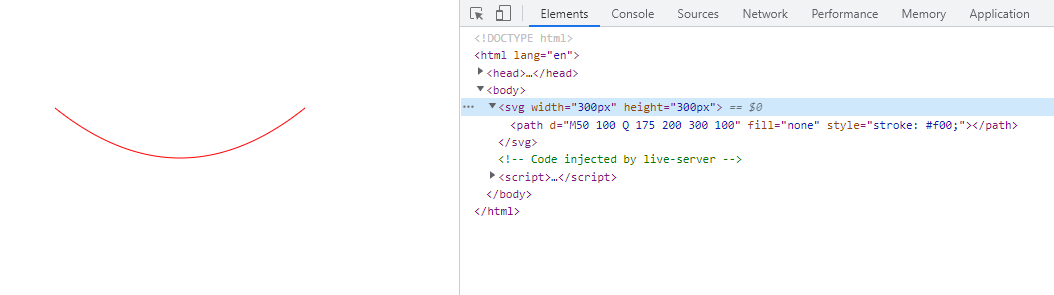 Elements Console Sources Network Performance Memory Application
<!DOCTYPE html>
<html lang="en">
<head>…</head>
<body>
<svg width="300px" height="300px"> == $0
<path d="M50 100 Q 175 200 300 100" fill="none" style="stroke: #f00;"></path>
</svg>
<!-- Code injected by live-server -->
<script>…</script>
</body>
</html>